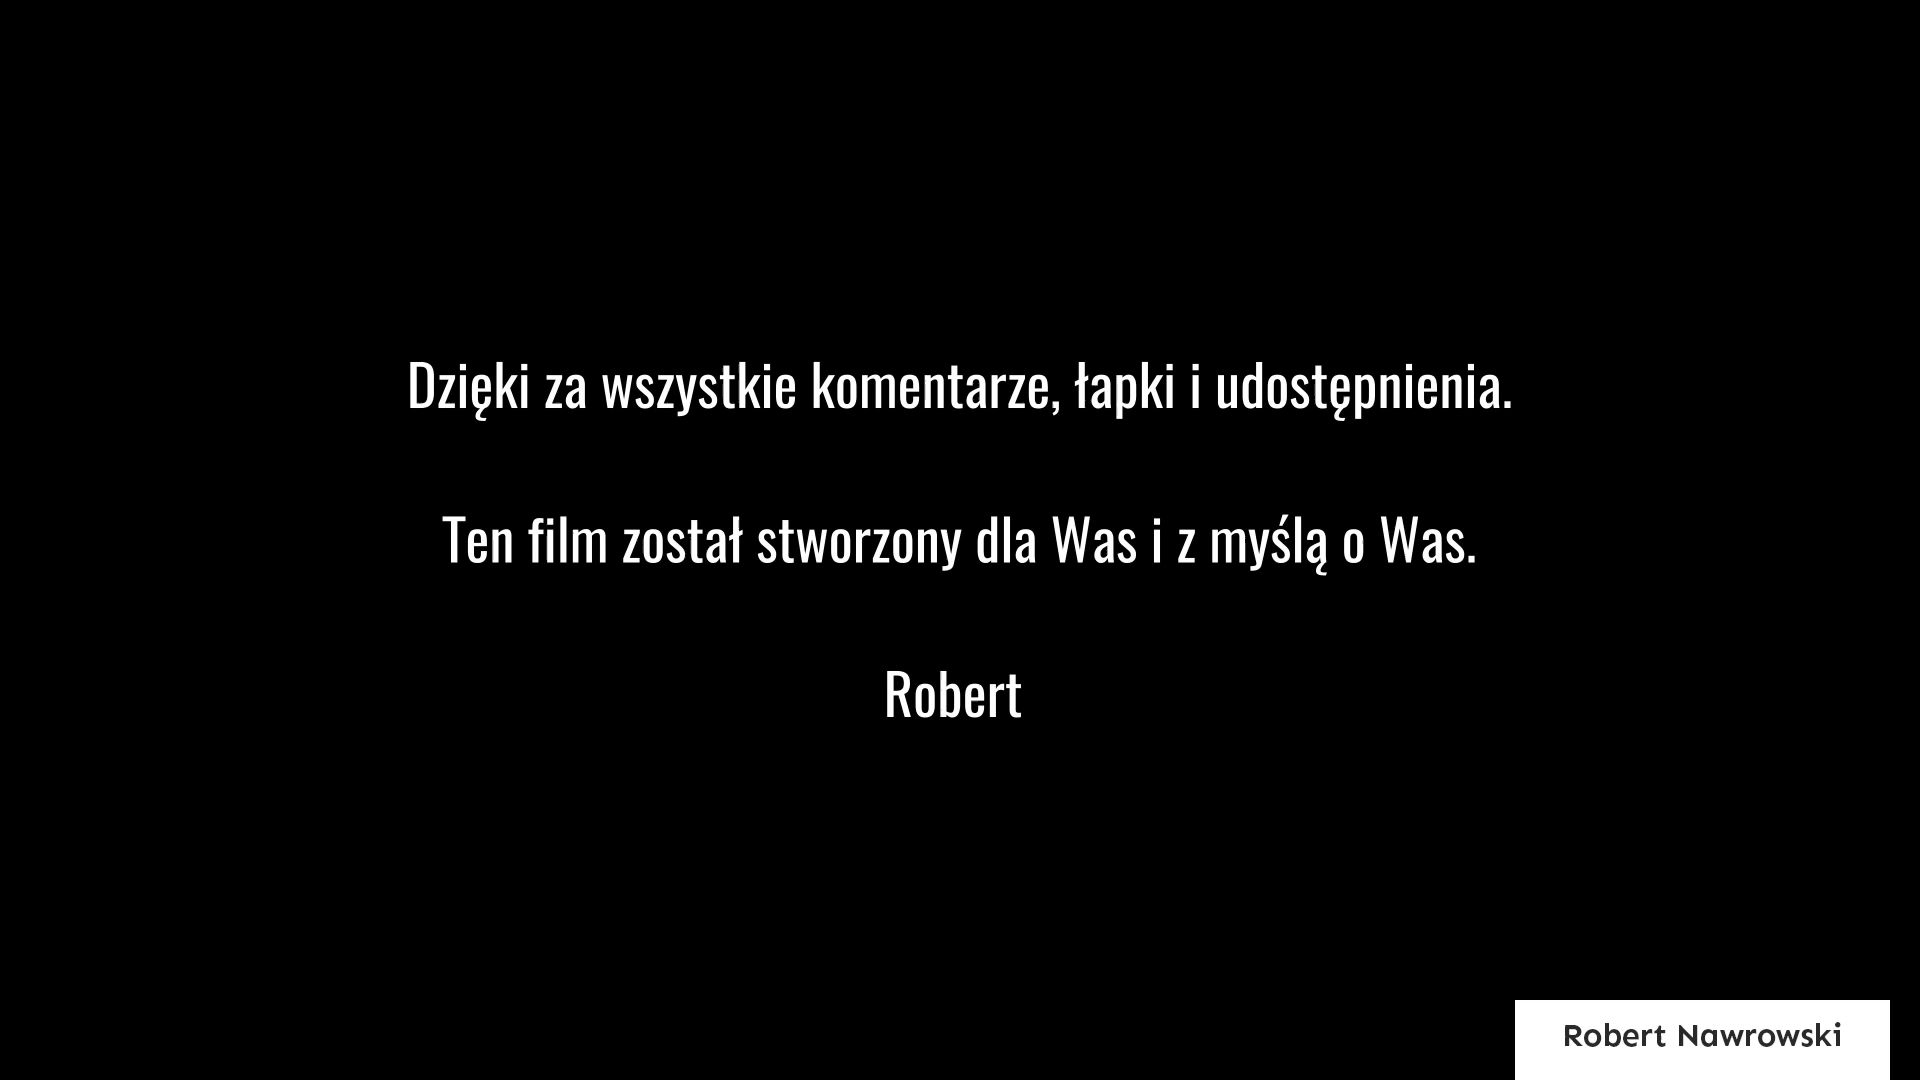 Dzięki za wszystkie komentarze, łapki i udostępnienia.
Ten film został stworzony dla Was i z myślą o Was.
Robert
Robert Nawrowski